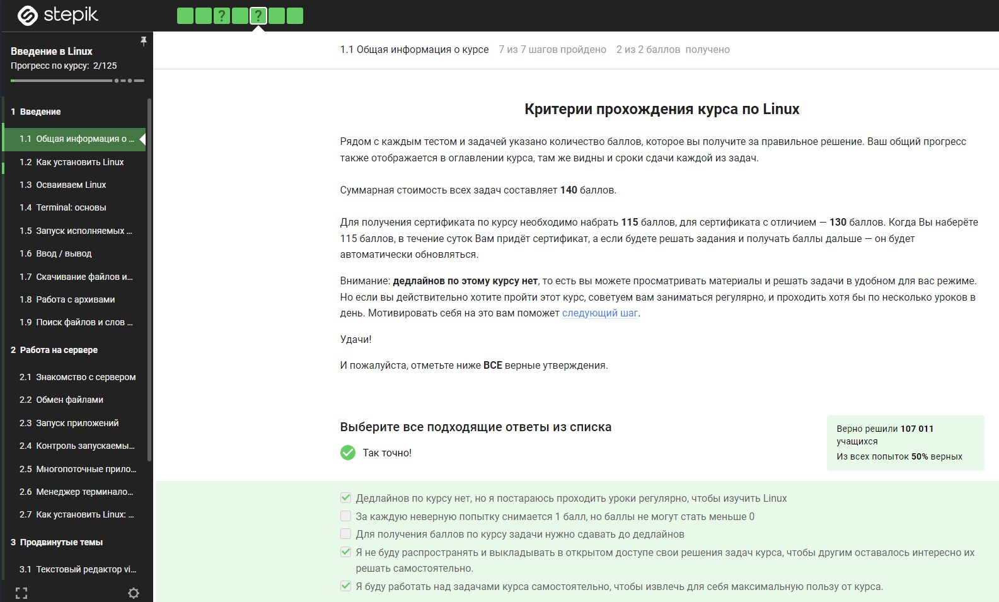 stepik
? ?
Введение в Linux
Прогресс по курсу: 2/125
1 Введение
1.1 Общая информация о ...
1.2 Как установить Linux
1.3 Осваиваем Linux
1.4 Terminal: основы
1.5 Запуск исполняемых ...
1.6 Ввод / вывод
1.7 Скачивание файлов и...
1.8 Работа с архивами
1.9 Поиск файлов и слов ...
2 Работа на сервере
2.1 Знакомство с сервером
2.2 Обмен файлами
2.3 Запуск приложений
2.4 Контроль запускаемы...
2.5 Многопоточные прило...
2.6 Менеджер терминало...
2.7 Как установить Linux: ...
3 Продвинутые темы
3.1 Текстовый редактор vi...
1.1 Общая информация о курсе 7 из 7 шагов пройдено 2 из 2 баллов получено
Критерии прохождения курса по Linux
Рядом с каждым тестом и задачей указано количество баллов, которое вы получите за правильное решение. Ваш общий прогресс
также отображается в оглавлении курса, там же видны и сроки сдачи каждой из задач.
Суммарная стоимость всех задач составляет 140 баллов.
Для получения сертификата по курсу необходимо набрать 115 баллов, для сертификата с отличием — 130 баллов. Когда Вы наберёте
115 баллов, в течение суток Вам придёт сертификат, а если будете решать задания и получать баллы дальше — он будет
автоматически обновляться.
Внимание: дедлайнов по этому курсу нет, то есть вы можете просматривать материалы и решать задачи в удобном для вас режиме.
Но если вы действительно хотите пройти этот курс, советуем вам заниматься регулярно, и проходить хотя бы по несколько уроков в
день. Мотивировать себя на это вам поможет следующий шаг.
Удачи!
И пожалуйста, отметьте ниже ВСЕ верные утверждения.
Выберите все подходящие ответы из списка
Так точно!
Верно решили 107 011
учащихся
Из всех попыток 50% верных
Дедлайнов по курсу нет, но я постараюсь проходить уроки регулярно, чтобы изучить Linux
За каждую неверную попытку снимается 1 балл, но баллы не могут стать меньше 0
Для получения баллов по курсу задачи нужно сдавать до дедлайнов
Я не буду распространять и выкладывать в открытом доступе свои решения задач курса, чтобы другим оставалось интересно их
решать самостоятельно.
Я буду работать над задачами курса самостоятельно, чтобы извлечь для себя максимальную пользу от курса.